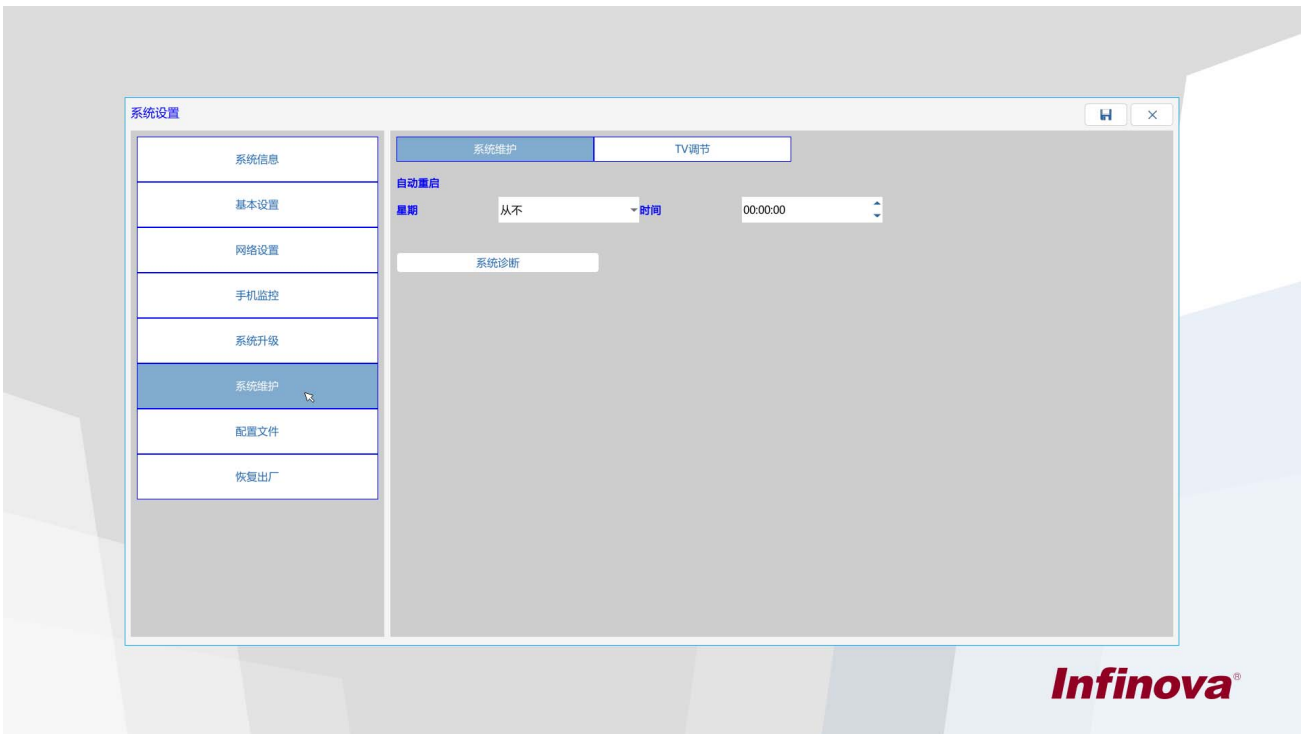 系统设置
系统信息
基本设置
网络设置
手机监控
系统升级
系统维护
配置文件
恢复出厂
系统维护 TV调节
自动重启
星期 从不 时间 00:00:00
系统诊断
Infinova®